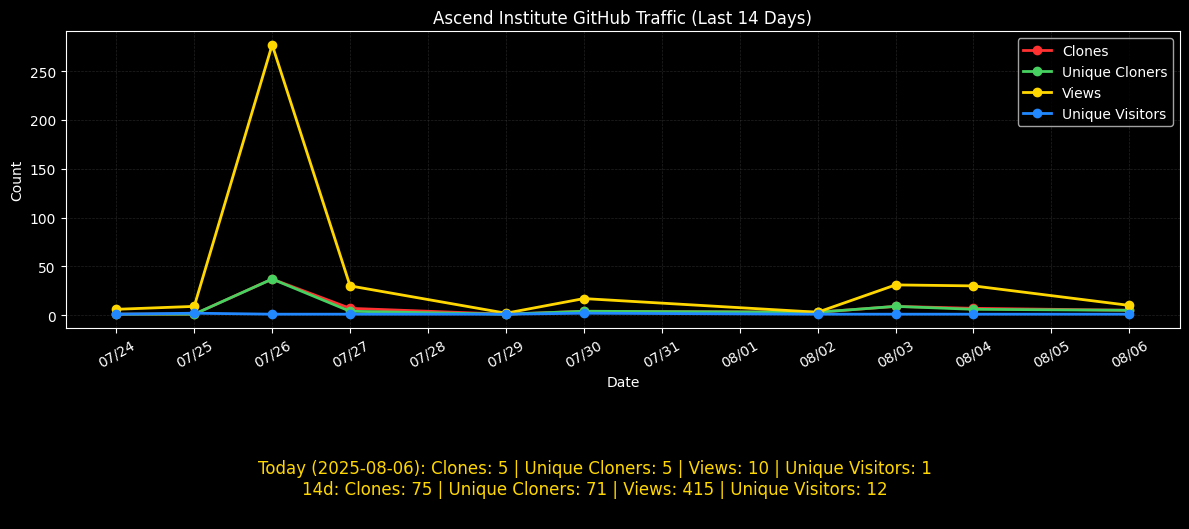 Ascend Institute GitHub Traffic (Last 14 Days)
Clones
Unique Cloners
Views
Unique Visitors
Count
250
200
150
100
50
0
07/24
07/25
07/26
07/27
07/28
07/29
07/30
07/31
08/01
08/02
08/03
08/04
08/05
08/06
Date
Today (2025-08-06): Clones: 5 | Unique Cloners: 5 | Views: 10 | Unique Visitors: 1
14d: Clones: 75 | Unique Cloners: 71 | Views: 415 | Unique Visitors: 12